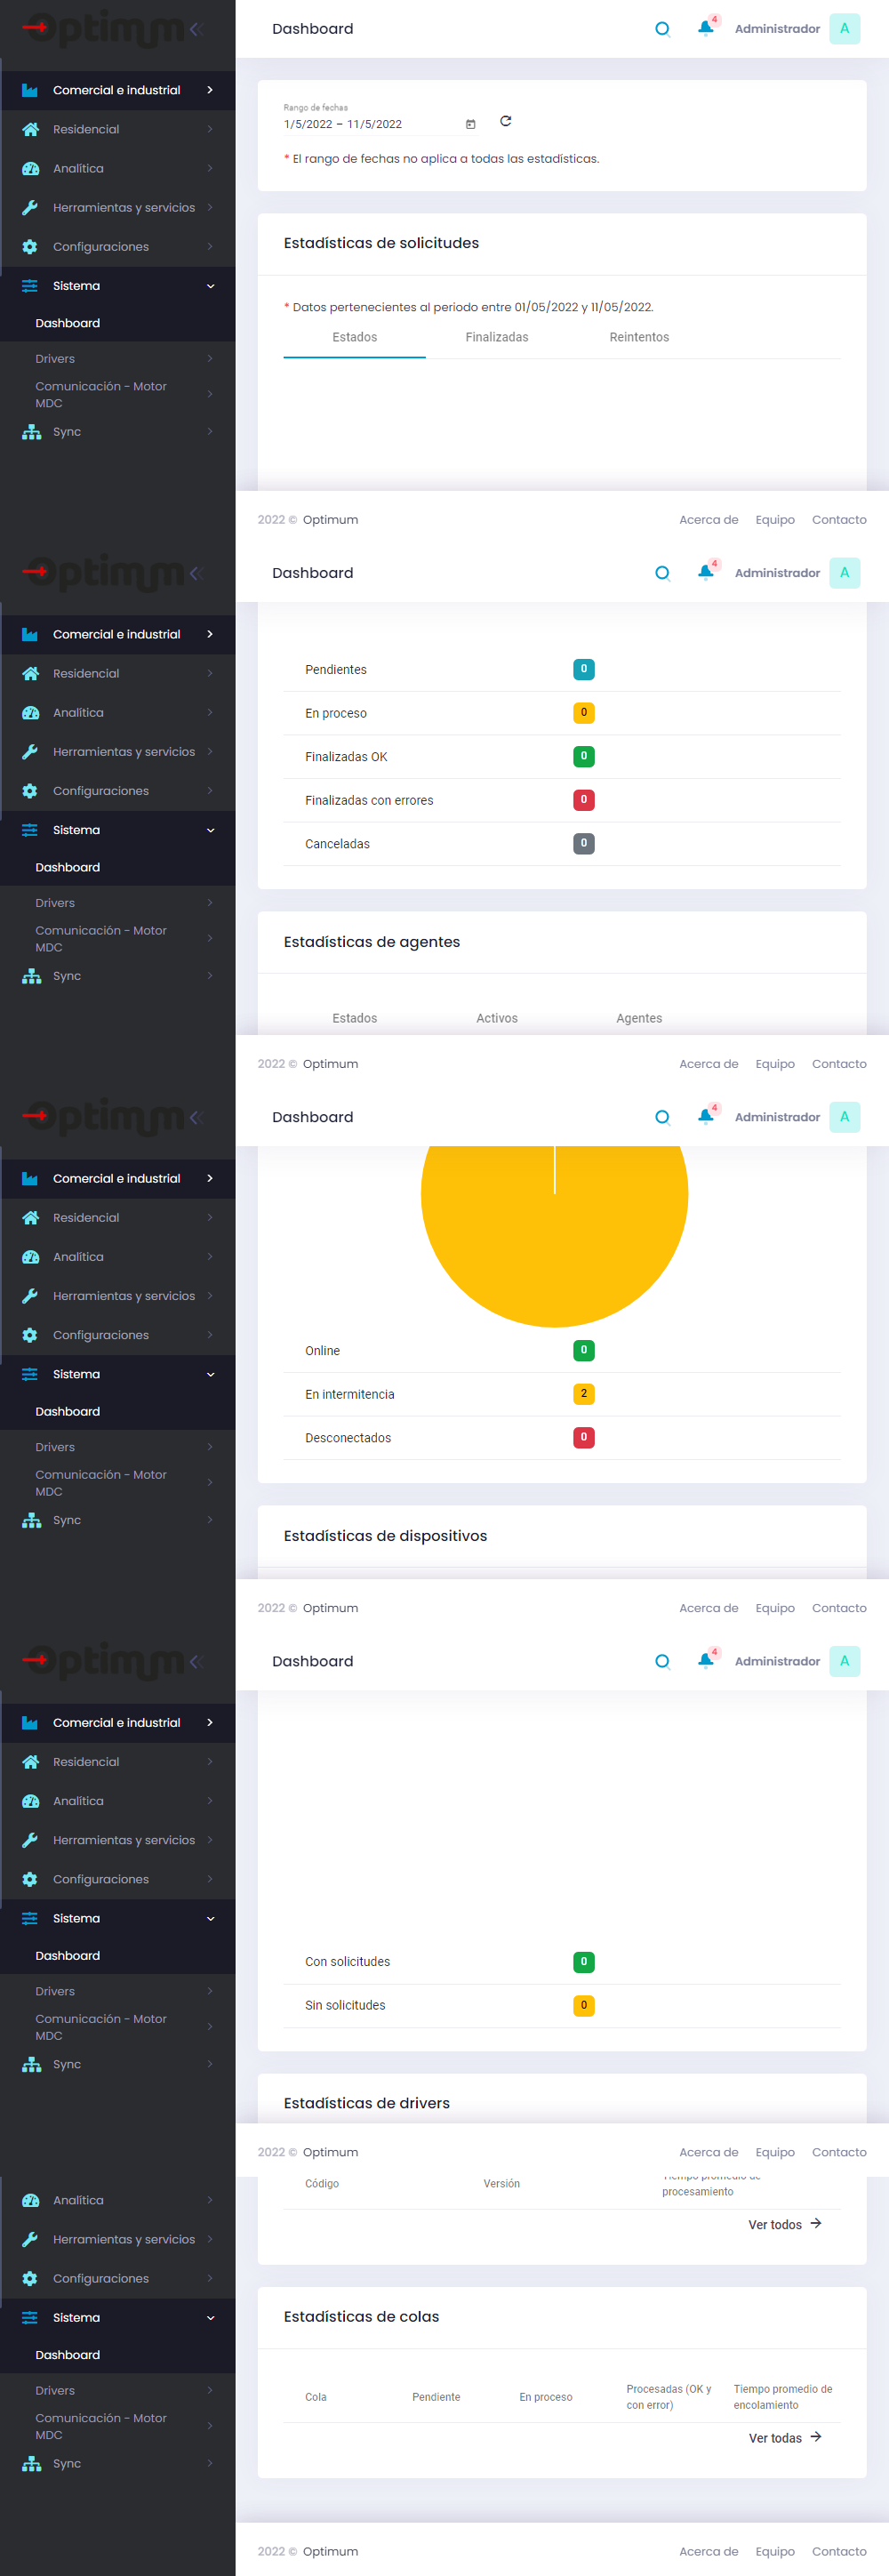 Optimum
Dashboard
4
Administrador
A
Comercial e industrial
Residencial
Analítica
Herramientas y servicios
Configuraciones
Sistema
Dashboard
Drivers
Comunicación - Motor
MDC
Sync
Rango de fechas
1/5/2022 – 11/5/2022
* El rango de fechas no aplica a todas las estadísticas.
Estadísticas de solicitudes
* Datos pertenecientes al periodo entre 01/05/2022 y 11/05/2022.
Estados Finalizadas Reintentos
2022 © Optimum
Acerca de Equipo Contacto
Optimum
Dashboard
4
Administrador
A
Comercial e industrial
Residencial
Analítica
Herramientas y servicios
Configuraciones
Sistema
Dashboard
Drivers
Comunicación - Motor
MDC
Sync
Pendientes 0
En proceso 0
Finalizadas OK 0
Finalizadas con errores 0
Canceladas 0
Estadísticas de agentes
Estados Activos Agentes
2022 © Optimum
Acerca de Equipo Contacto
Optimum
Dashboard
4
Administrador
A
Comercial e industrial
Residencial
Analítica
Herramientas y servicios
Configuraciones
Sistema
Dashboard
Drivers
Comunicación - Motor
MDC
Sync
Online 0
En intermitencia 2
Desconectados 0
Estadísticas de dispositivos
2022 © Optimum
Acerca de Equipo Contacto
Optimum
Dashboard
4
Administrador
A
Comercial e industrial
Residencial
Analítica
Herramientas y servicios
Configuraciones
Sistema
Dashboard
Drivers
Comunicación - Motor
MDC
Sync
Con solicitudes 0
Sin solicitudes 0
Estadísticas de drivers
2022 © Optimum
Acerca de Equipo Contacto
Analítica
Herramientas y servicios
Configuraciones
Sistema
Dashboard
Drivers
Comunicación - Motor
MDC
Sync
Código Versión Tiempo promedio de
procesamiento
Ver todos
Estadísticas de colas
Cola Pendiente En proceso Procesadas (OK y
con error) Tiempo promedio de
encolamiento
Ver todas
2022 © Optimum
Acerca de Equipo Contacto